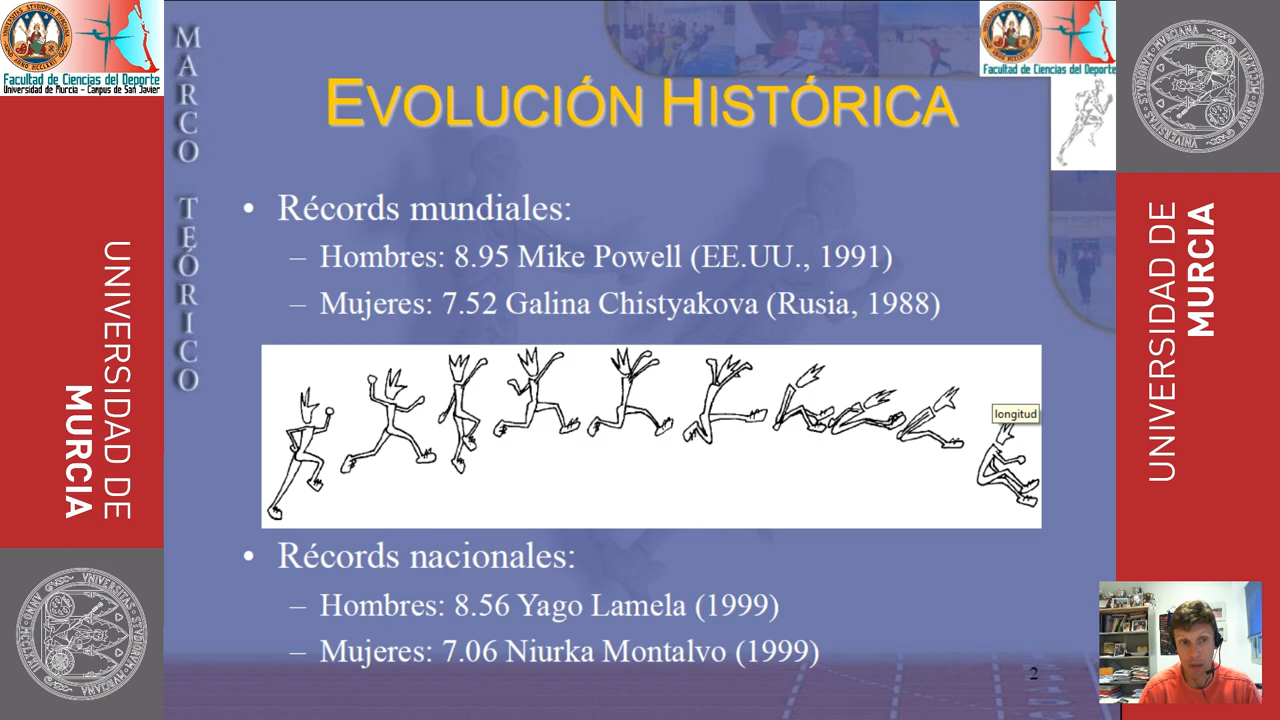 Facultad de Ciencias del Deporte
Universidad de Murcia - Campus de San Javier
UNIVERSIDAD DE
MURCIA
MARCO TEÓRICO
EVOLUCIÓN HISTÓRICA
• Récords mundiales:
– Hombres: 8.95 Mike Powell (EE.UU., 1991)
– Mujeres: 7.52 Galina Chistyakova (Rusia, 1988)
longitud
• Récords nacionales:
– Hombres: 8.56 Yago Lamela (1999)
– Mujeres: 7.06 Niurka Montalvo (1999)
2
Facultad de Ciencias del Deporte
UNIVERSIDAD DE
MURCIA